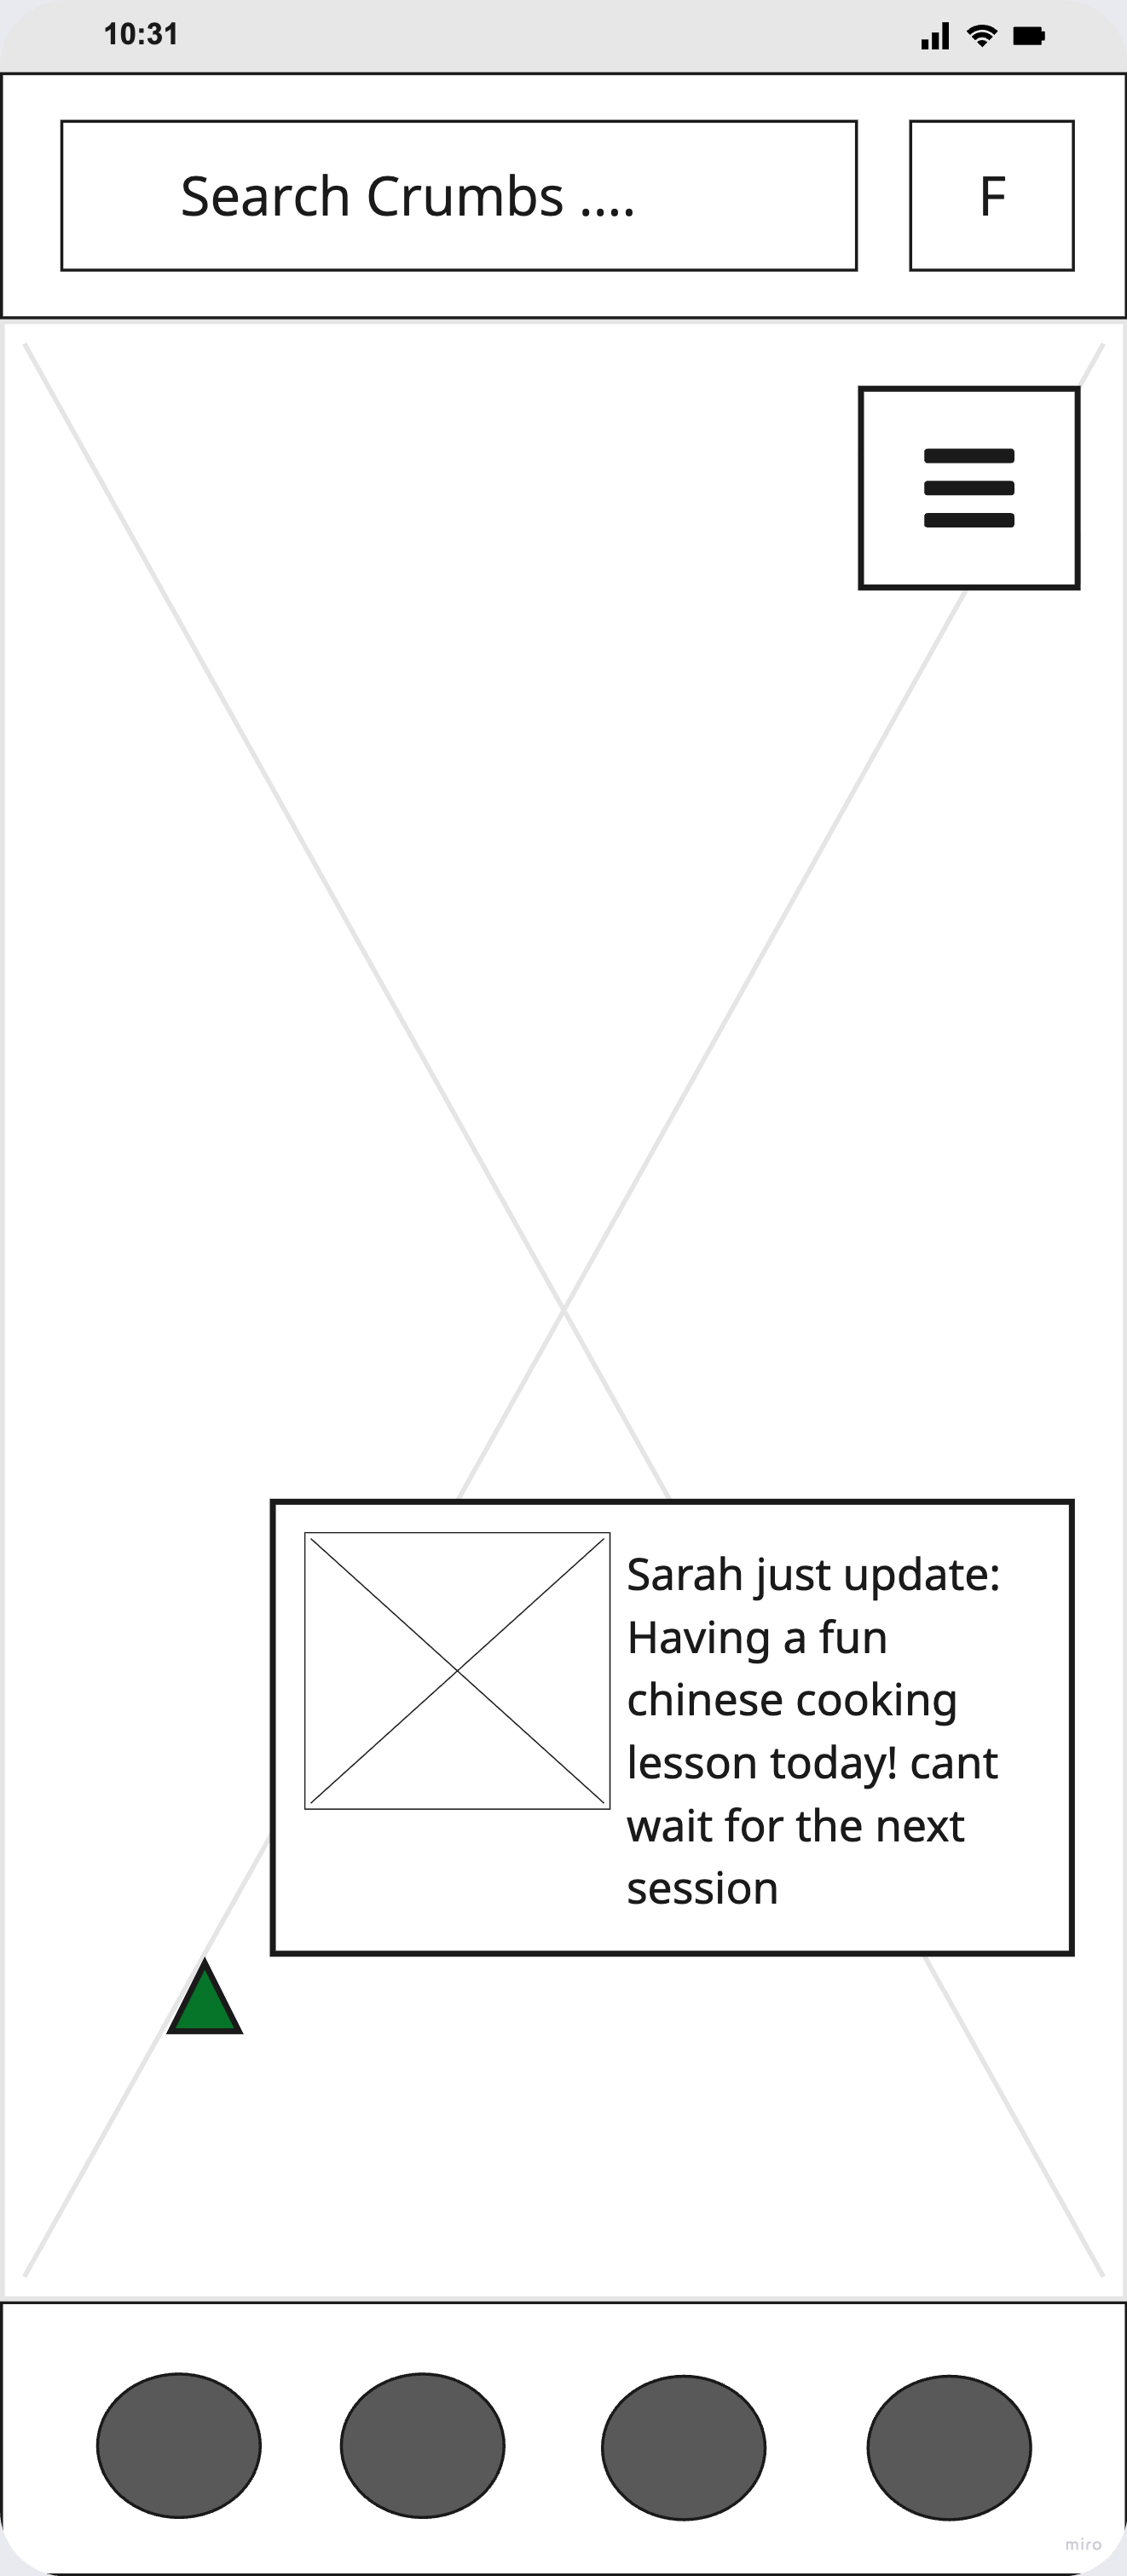 10:31
Search Crumbs ....
F
Sarah just update:
Having a fun
chinese cooking
lesson today! cant
wait for the next
session
miro